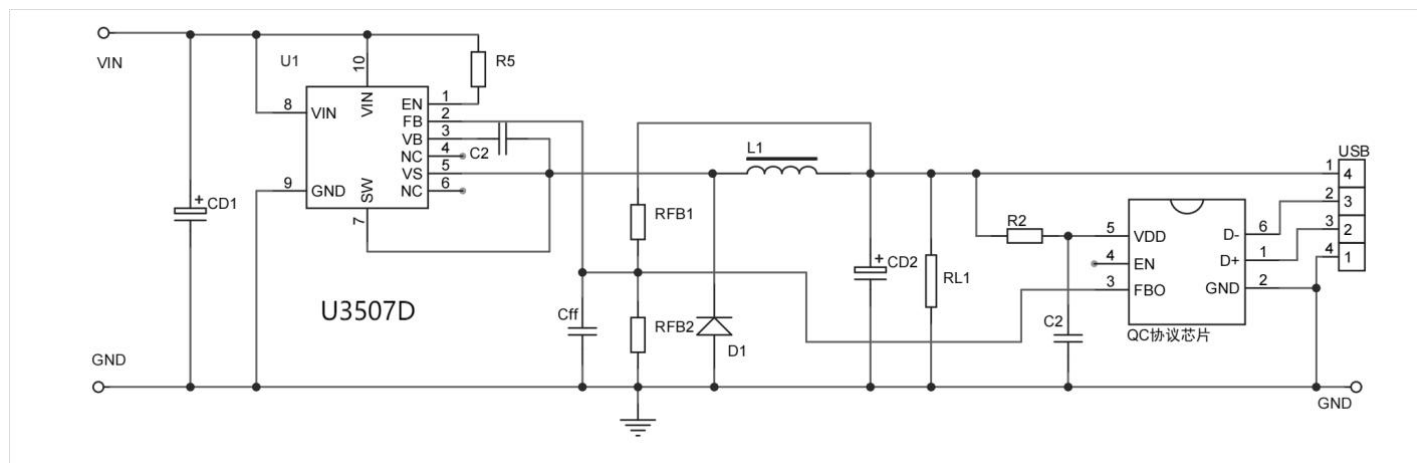 VIN
U1
R5
10
VIN
8
VIN
EN
1
FB
2
VB
3
C2
NC
4
VS
5
NC
6
9
GND
SW
7
CD1
+
U3507D
GND
L1
RFB1
RFB2
Cff
D1
+
CD2
RL1
R2
C2
5
VDD
4
EN
3
FBO
D-
6
D+
1
GND
2
QC协议芯片
USB
1
4
2
3
3
2
4
1
GND